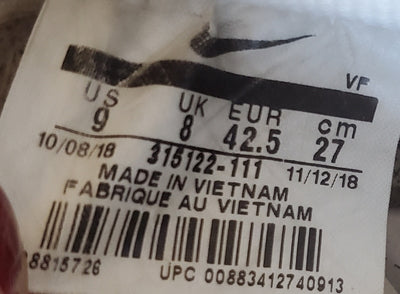 VF
US UK EUR cm
9 8 42.5 27
10/08/18 315122-111 11/12/18
MADE IN VIETNAM
FABRIQUE AU VIETNAM
8815726 UPC 00883412740913